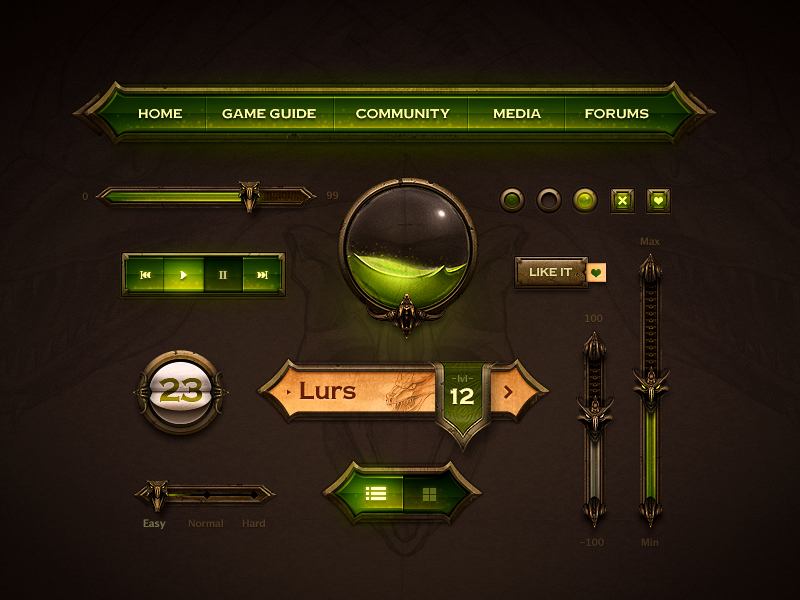 HOME GAME GUIDE COMMUNITY MEDIA FORUMS
0 99
Max
LIKE IT
100
23
Lurs
-lvl-
12
Easy Normal Hard
-100 Min